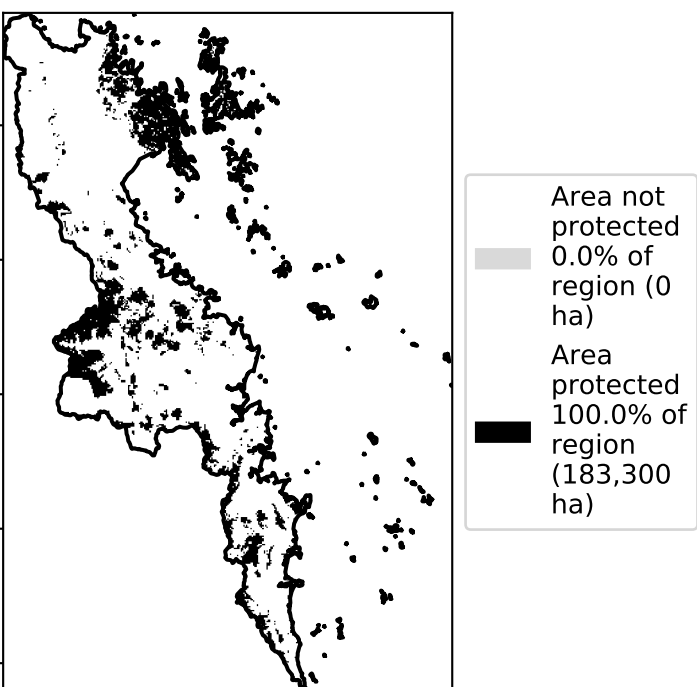 Area not
protected
0.0% of
region (0
ha)
Area
protected
100.0% of
region
(183,300
ha)